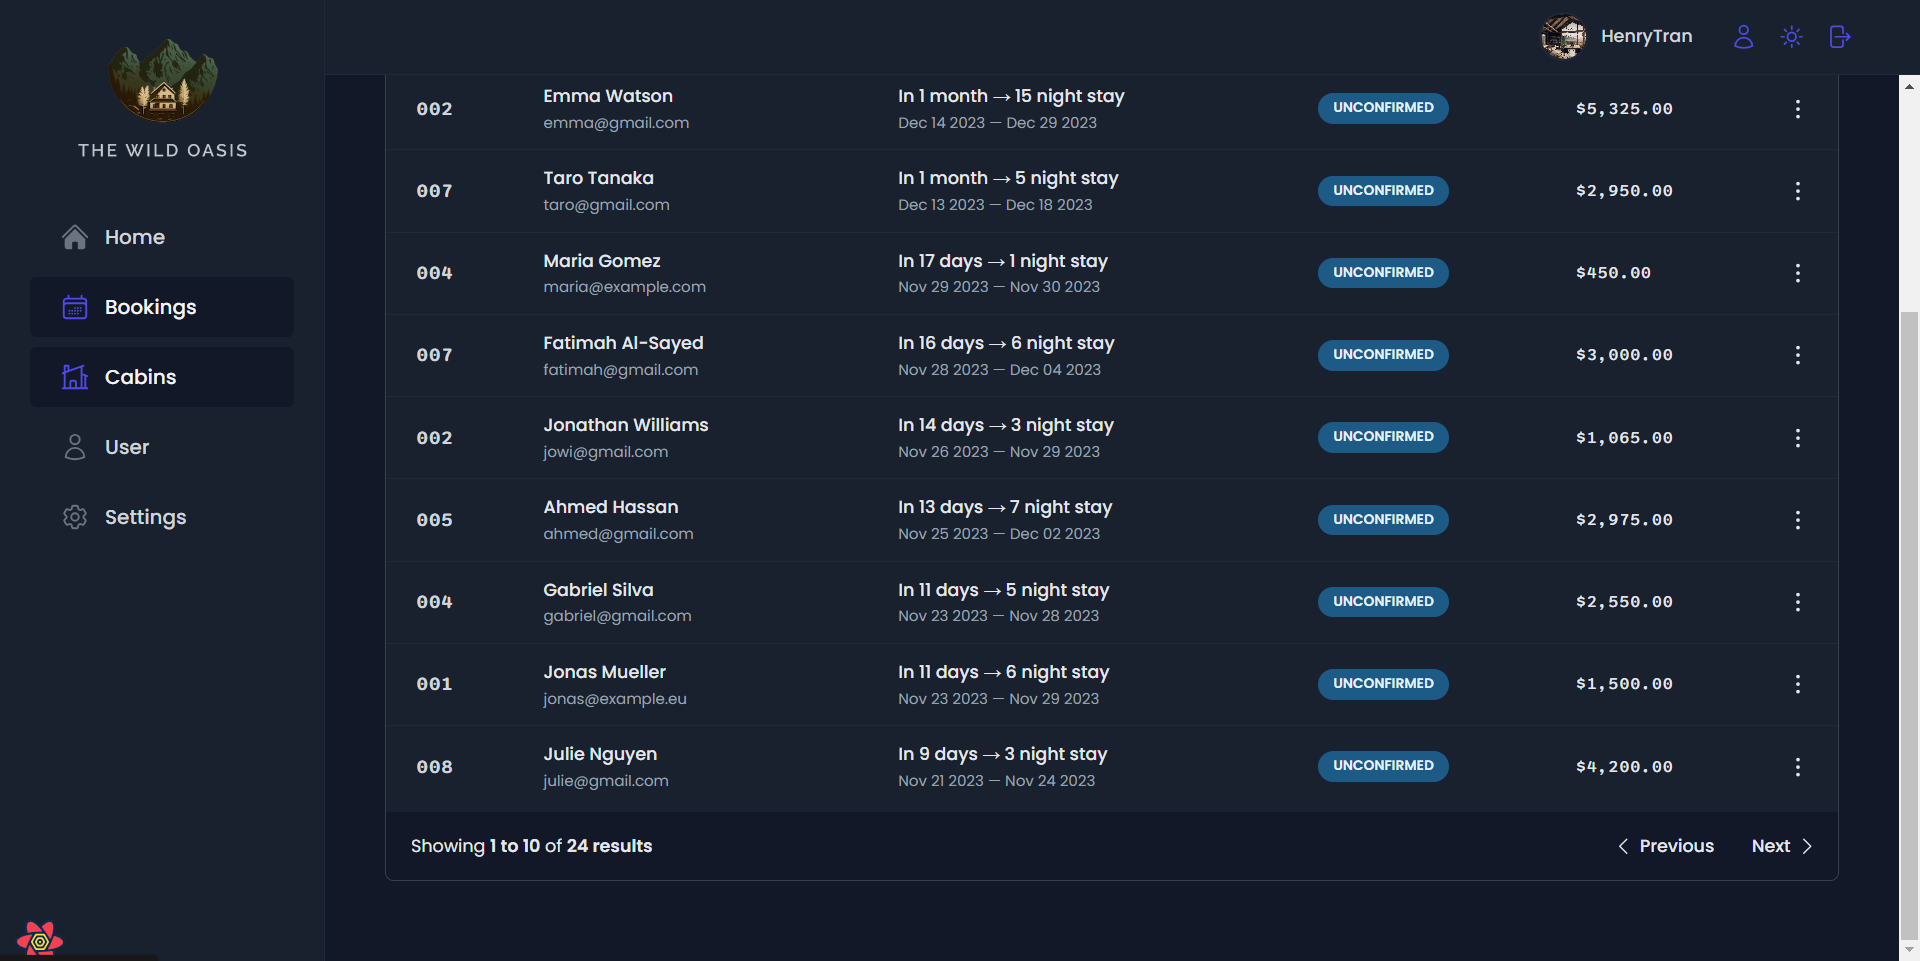 THE WILD OASIS
Home
Bookings
Cabins
User
Settings
HenryTran
002 Emma Watson In 1 month → 15 night stay UNCONFIRMED $5,325.00
emma@gmail.com Dec 14 2023 — Dec 29 2023
007 Taro Tanaka In 1 month → 5 night stay UNCONFIRMED $2,950.00
taro@gmail.com Dec 13 2023 — Dec 18 2023
004 Maria Gomez In 17 days → 1 night stay UNCONFIRMED $450.00
maria@example.com Nov 29 2023 — Nov 30 2023
007 Fatimah Al-Sayed In 16 days → 6 night stay UNCONFIRMED $3,000.00
fatimah@gmail.com Nov 28 2023 — Dec 04 2023
002 Jonathan Williams In 14 days → 3 night stay UNCONFIRMED $1,065.00
jowi@gmail.com Nov 26 2023 — Nov 29 2023
005 Ahmed Hassan In 13 days → 7 night stay UNCONFIRMED $2,975.00
ahmed@gmail.com Nov 25 2023 — Dec 02 2023
004 Gabriel Silva In 11 days → 5 night stay UNCONFIRMED $2,550.00
gabriel@gmail.com Nov 23 2023 — Nov 28 2023
001 Jonas Mueller In 11 days → 6 night stay UNCONFIRMED $1,500.00
jonas@example.eu Nov 23 2023 — Nov 29 2023
008 Julie Nguyen In 9 days → 3 night stay UNCONFIRMED $4,200.00
julie@gmail.com Nov 21 2023 — Nov 24 2023
Showing 1 to 10 of 24 results Previous Next